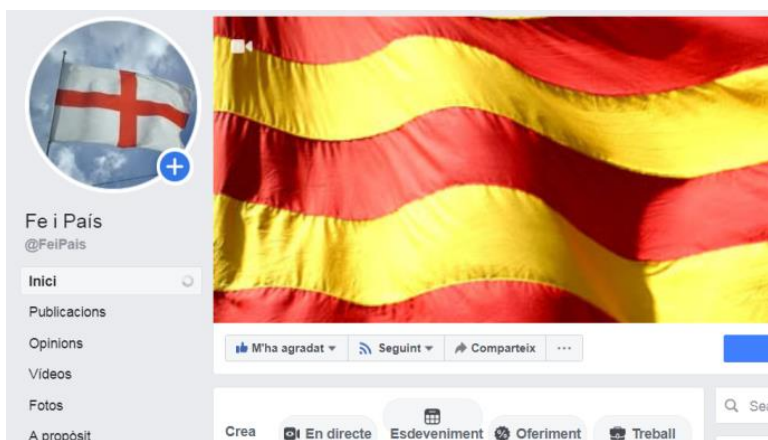 Fe i País
@FeiPais
Inici
Publicacions
Opinions
Vídeos
Fotos
A propòsit
M'ha agradat
Seguint
Comparteix
Crea
En directe
Esdeveniment
Oferiment
Treball